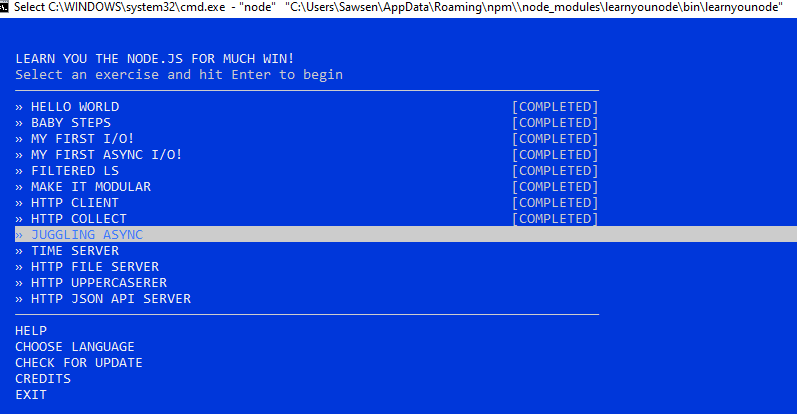 Select C:\WINDOWS\system32\cmd.exe - "node" "C:\Users\Sawsen\AppData\Roaming\npm\\node_modules\learnyounode\bin\learnyounode"
LEARN YOU THE NODE.JS FOR MUCH WIN!
Select an exercise and hit Enter to begin
» HELLO WORLD [COMPLETED]
» BABY STEPS [COMPLETED]
» MY FIRST I/O! [COMPLETED]
» MY FIRST ASYNC I/O! [COMPLETED]
» FILTERED LS [COMPLETED]
» MAKE IT MODULAR [COMPLETED]
» HTTP CLIENT [COMPLETED]
» HTTP COLLECT [COMPLETED]
» JUGGLING ASYNC
» TIME SERVER
» HTTP FILE SERVER
» HTTP UPPERCASERER
» HTTP JSON API SERVER
HELP
CHOOSE LANGUAGE
CHECK FOR UPDATE
CREDITS
EXIT